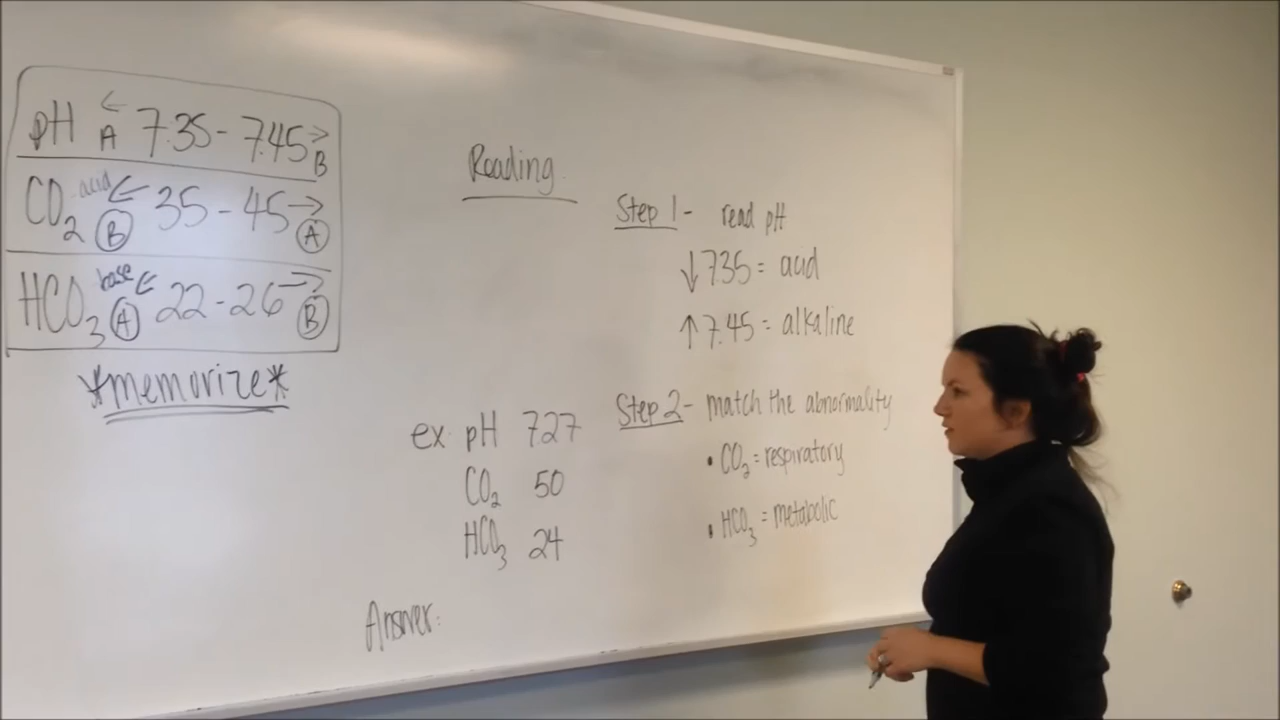 pH ← A 7.35 - 7.45 → B
CO₂ acid ← B 35 - 45 → A
HCO₃ base ← A 22 - 26 → B
*memorize*
Reading
Step 1 - read pH
↓ 7.35 = acid
↑ 7.45 = alkaline
Step 2 - match the abnormality
• CO₂ = respiratory
• HCO₃ = metabolic
ex. pH 7.27
CO₂ 50
HCO₃ 24
Answer: